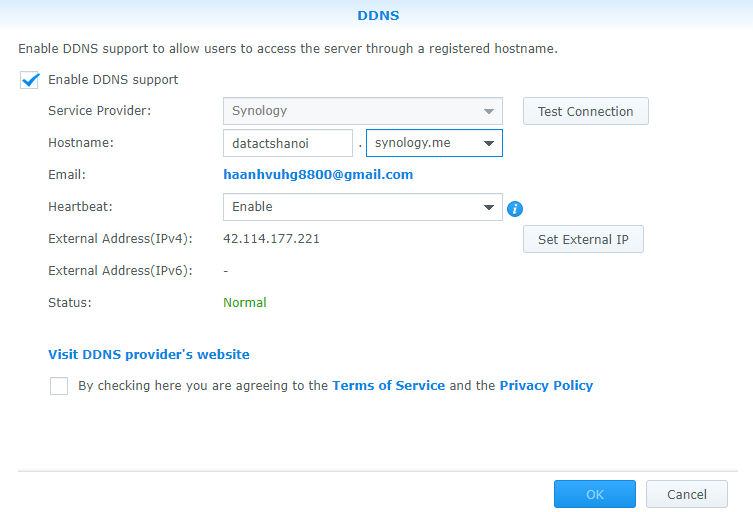 DDNS
Enable DDNS support to allow users to access the server through a registered hostname.
Enable DDNS support
Service Provider: Synology Test Connection
Hostname: datactshanoi . synology.me
Email: haanhvuhg8800@gmail.com
Heartbeat: Enable i
External Address(IPv4): 42.114.177.221 Set External IP
External Address(IPv6): -
Status: Normal
Visit DDNS provider's website
By checking here you are agreeing to the Terms of Service and the Privacy Policy
OK Cancel